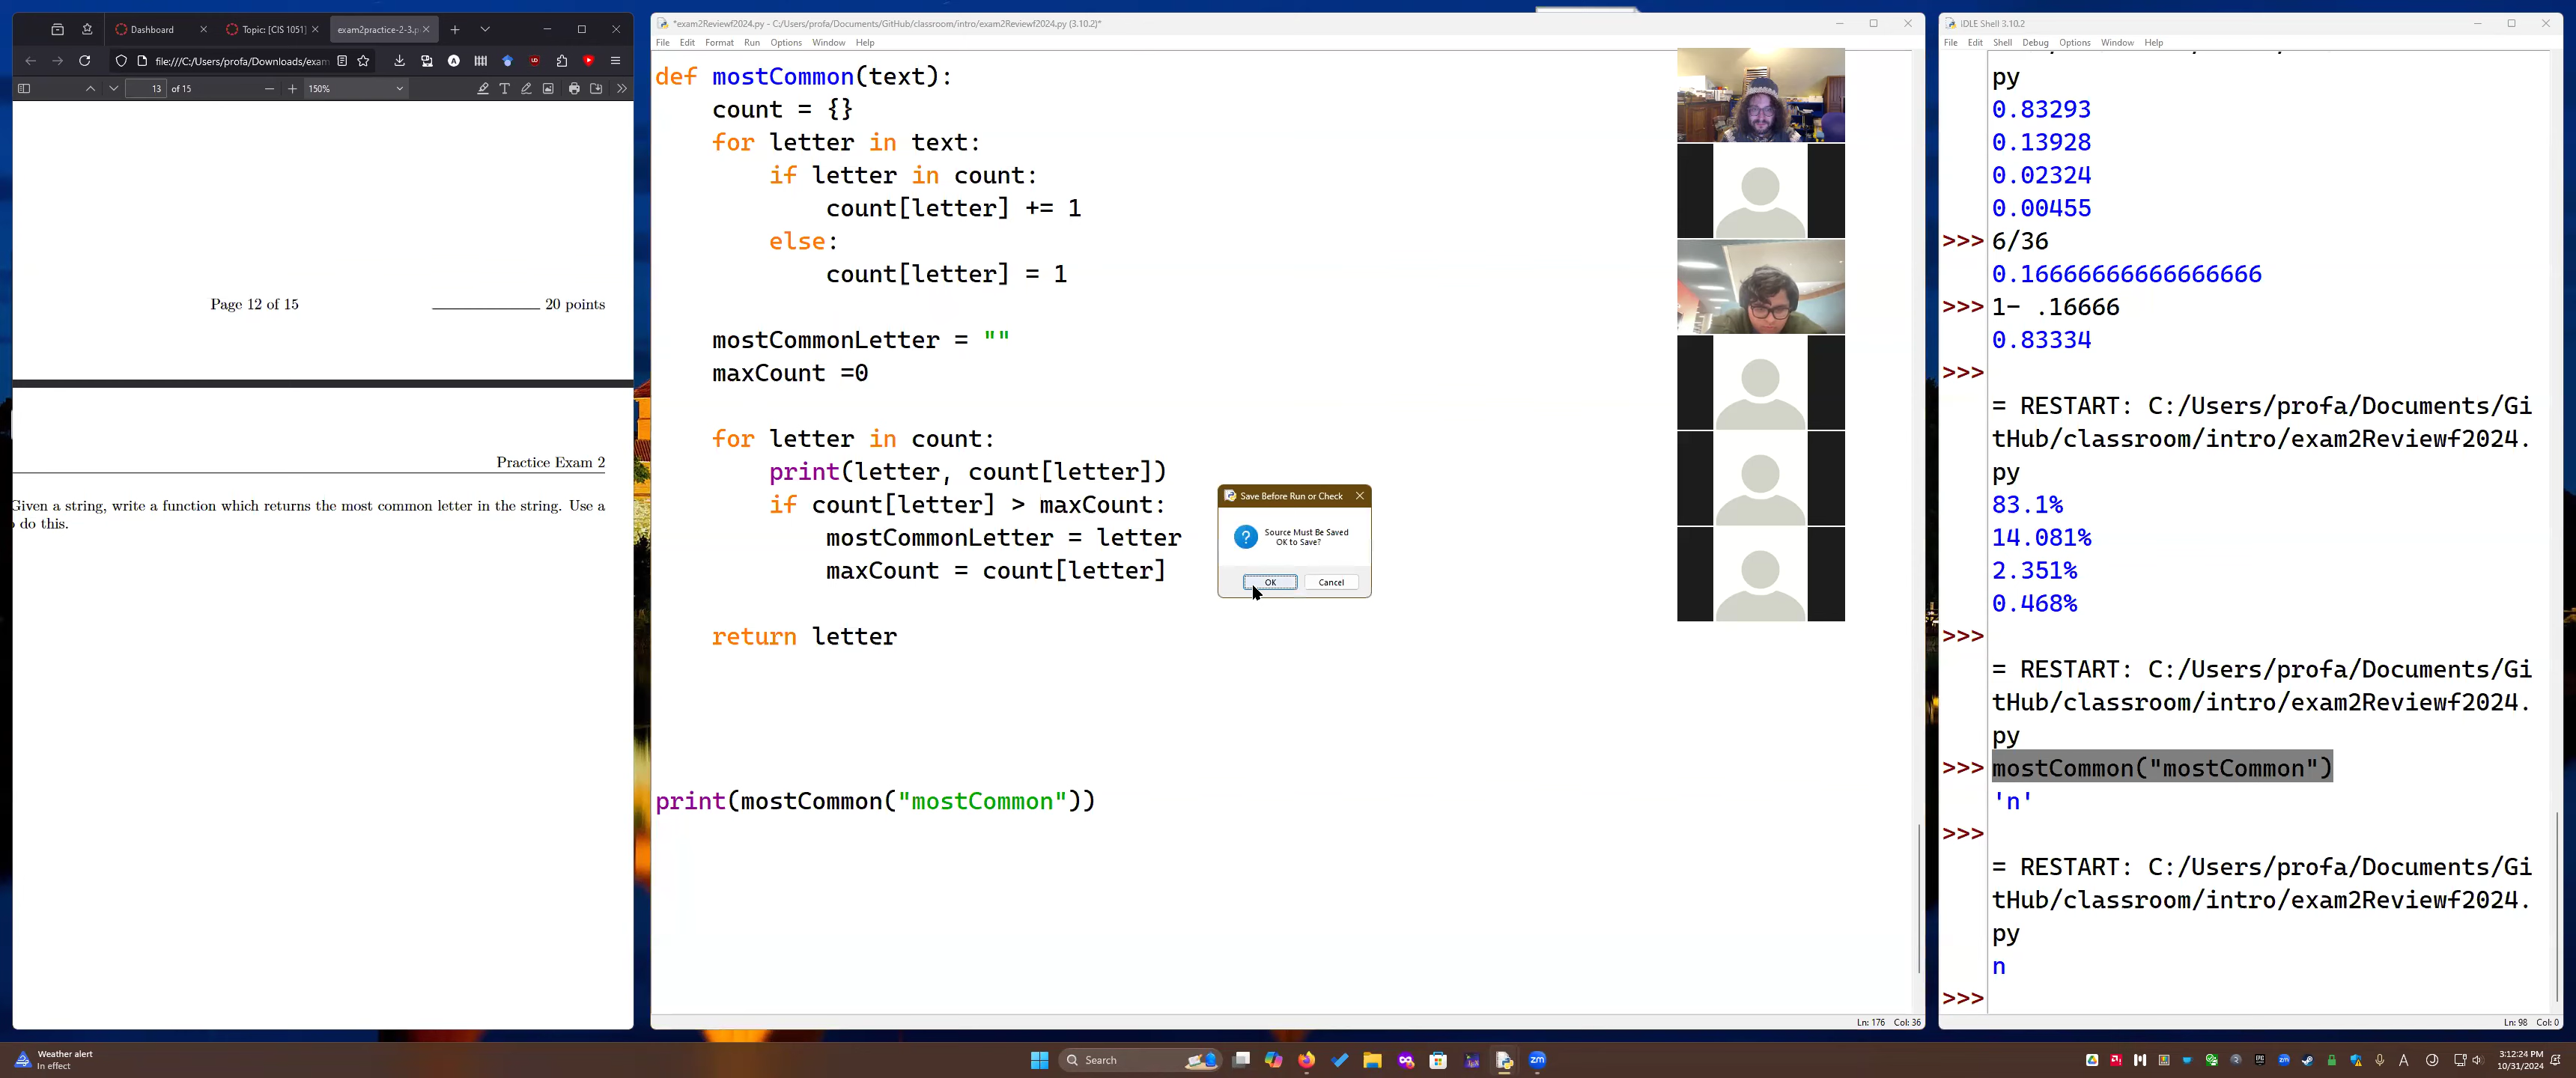 Dashboard
Topic: [CIS 1051]
exam2practice-2-3.p
file:///C:/Users/profa/Downloads/exam
13 of 15
150%
Page 12 of 15
20 points
Practice Exam 2
Given a string, write a function which returns the most common letter in the string. Use a
do this.
*exam2Reviewf2024.py - C:/Users/profa/Documents/GitHub/classroom/intro/exam2Reviewf2024.py (3.10.2)*
File Edit Format Run Options Window Help
def mostCommon(text):
    count = {}
    for letter in text:
        if letter in count:
            count[letter] += 1
        else:
            count[letter] = 1
    mostCommonLetter = ""
    maxCount =0
    for letter in count:
        print(letter, count[letter])
        if count[letter] > maxCount:
            mostCommonLetter = letter
            maxCount = count[letter]
    return letter
print(mostCommon("mostCommon"))
Ln: 176 Col: 36
Save Before Run or Check
Source Must Be Saved
OK to Save?
OK
Cancel
IDLE Shell 3.10.2
File Edit Shell Debug Options Window Help
py
0.83293
0.13928
0.02324
0.00455
>>> 6/36
0.16666666666666666
>>> 1- .16666
0.83334
>>>
= RESTART: C:/Users/profa/Documents/Gi
tHub/classroom/intro/exam2Reviewf2024.
py
83.1%
14.081%
2.351%
0.468%
>>>
= RESTART: C:/Users/profa/Documents/Gi
tHub/classroom/intro/exam2Reviewf2024.
py
>>> mostCommon("mostCommon")
'n'
>>>
= RESTART: C:/Users/profa/Documents/Gi
tHub/classroom/intro/exam2Reviewf2024.
py
n
>>>
Ln: 98 Col: 0
Weather alert
In effect
Search
3:12:24 PM
10/31/2024